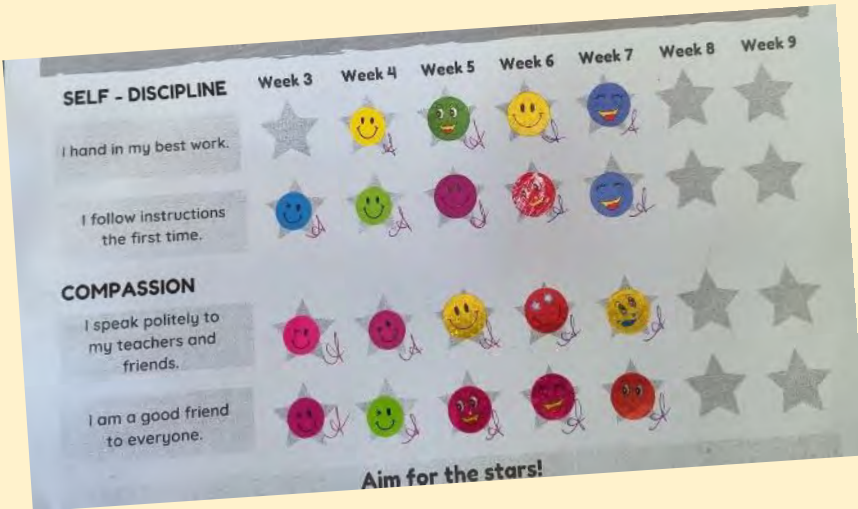 Week 3 Week 4 Week 5 Week 6 Week 7 Week 8 Week 9
SELF - DISCIPLINE
I hand in my best work.
I follow instructions
the first time.
COMPASSION
I speak politely to
my teachers and
friends.
I am a good friend
to everyone.
Aim for the stars!